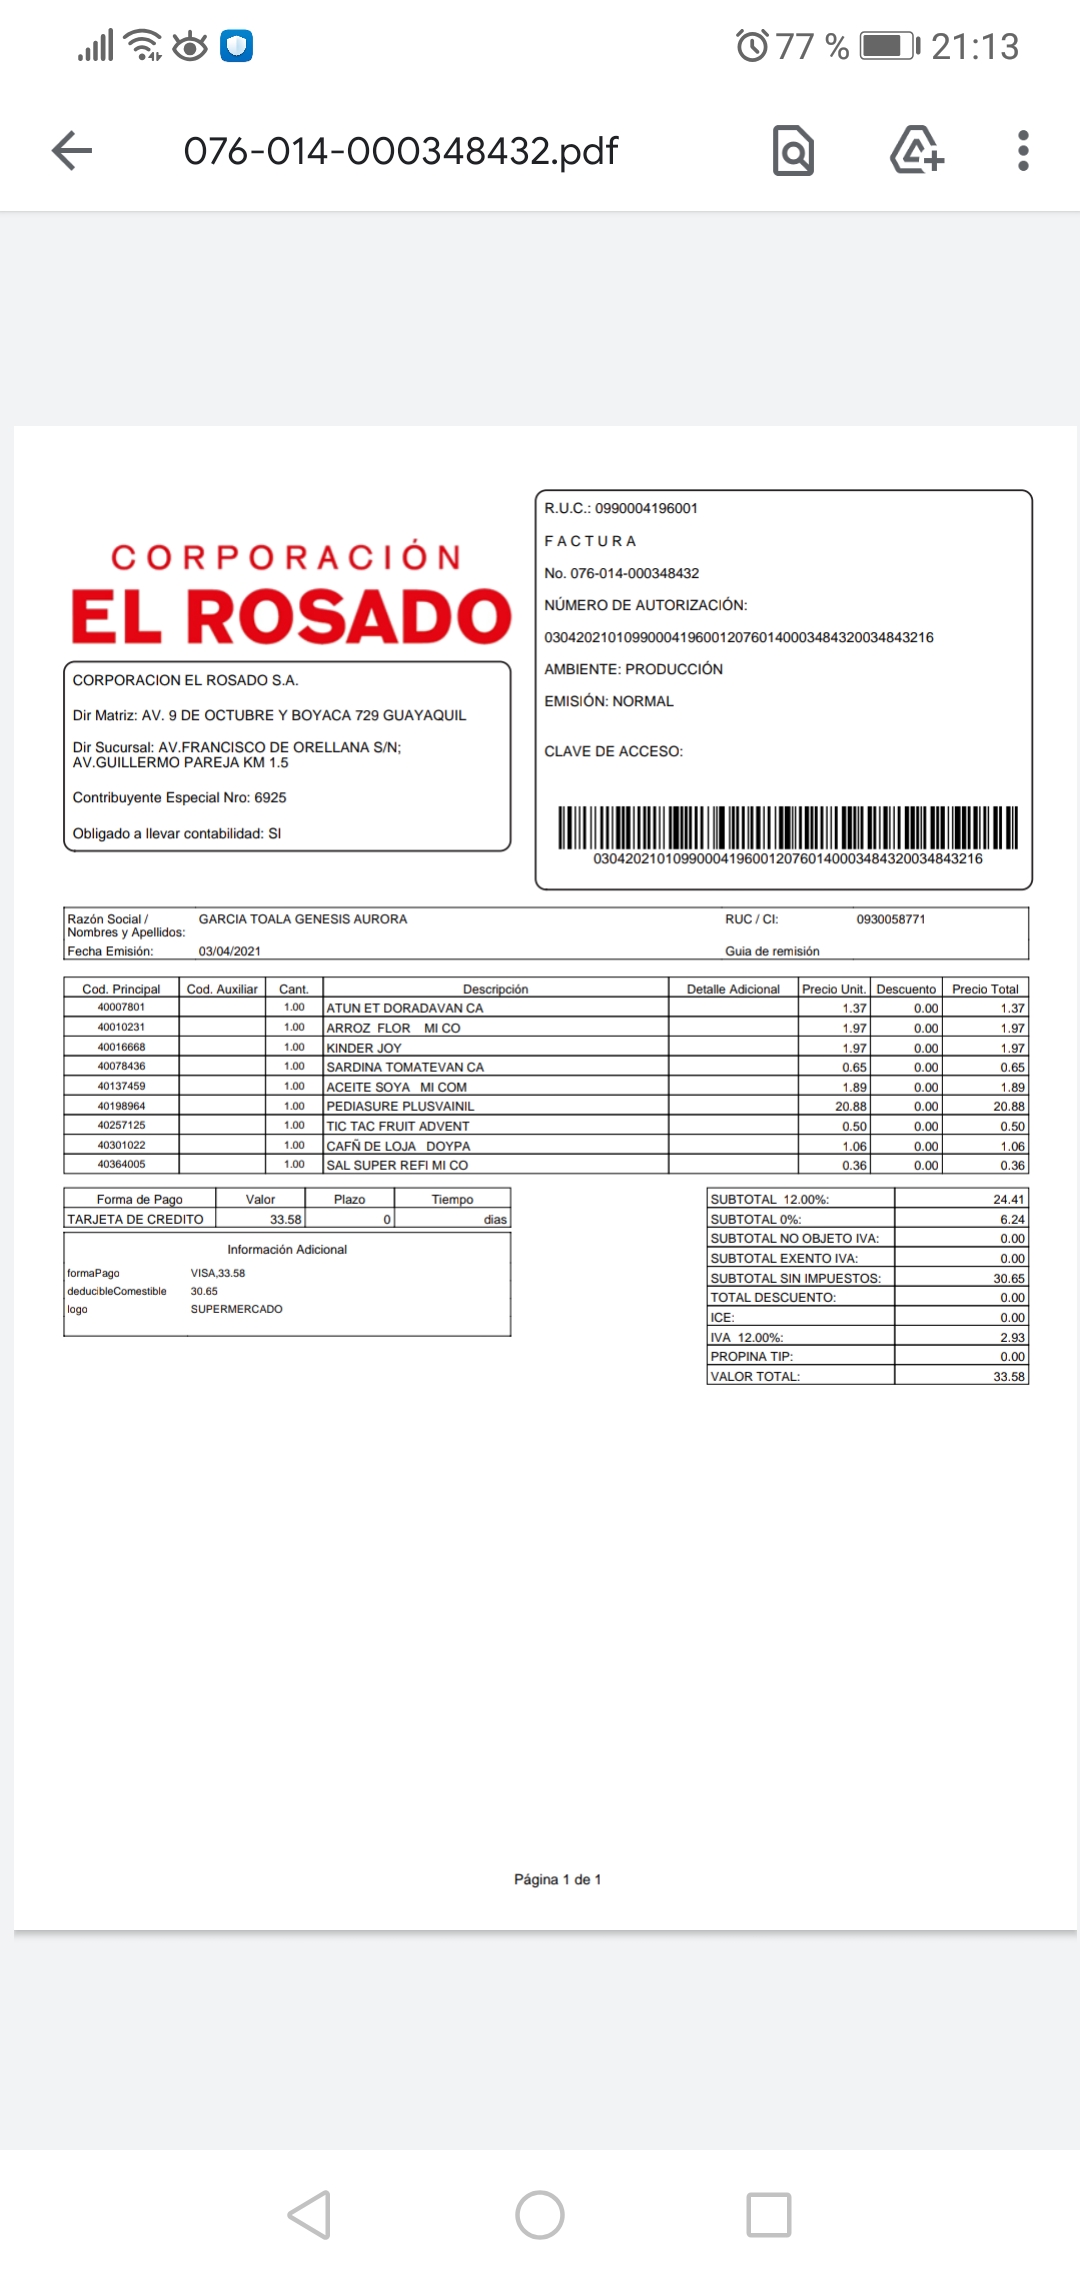 77 % 21:13
076-014-000348432.pdf
CORPORACIÓN
EL ROSADO
CORPORACION EL ROSADO S.A.
Dir Matriz: AV. 9 DE OCTUBRE Y BOYACA 729 GUAYAQUIL
Dir Sucursal: AV.FRANCISCO DE ORELLANA S/N;
AV.GUILLERMO PAREJA KM 1.5
Contribuyente Especial Nro: 6925
Obligado a llevar contabilidad: SI
R.U.C.: 0990004196001
FACTURA
No. 076-014-000348432
NÚMERO DE AUTORIZACIÓN:
0304202101099000419600120760140003484320034843216
AMBIENTE: PRODUCCIÓN
EMISIÓN: NORMAL
CLAVE DE ACCESO:
0304202101099000419600120760140003484320034843216
Razón Social / GARCIA TOALA GENESIS AURORA RUC / CI: 0930058771
Nombres y Apellidos:
Fecha Emisión: 03/04/2021 Guia de remisión
Cod. Principal Cod. Auxiliar Cant. Descripción Detalle Adicional Precio Unit. Descuento Precio Total
40007801 1.00 ATUN ET DORADAVAN CA 1.37 0.00 1.37
40010231 1.00 ARROZ FLOR MI CO 1.97 0.00 1.97
40016668 1.00 KINDER JOY 1.97 0.00 1.97
40078436 1.00 SARDINA TOMATEVAN CA 0.65 0.00 0.65
40137459 1.00 ACEITE SOYA MI COM 1.89 0.00 1.89
40198964 1.00 PEDIASURE PLUSVAINIL 20.88 0.00 20.88
40257125 1.00 TIC TAC FRUIT ADVENT 0.50 0.00 0.50
40301022 1.00 CAFÑ DE LOJA DOYPA 1.06 0.00 1.06
40364005 1.00 SAL SUPER REFI MI CO 0.36 0.00 0.36
Forma de Pago Valor Plazo Tiempo
TARJETA DE CREDITO 33.58 0 dias
Información Adicional
formaPago VISA,33.58
deducibleComestible 30.65
logo SUPERMERCADO
SUBTOTAL 12.00%: 24.41
SUBTOTAL 0%: 6.24
SUBTOTAL NO OBJETO IVA: 0.00
SUBTOTAL EXENTO IVA: 0.00
SUBTOTAL SIN IMPUESTOS: 30.65
TOTAL DESCUENTO: 0.00
ICE: 0.00
IVA 12.00%: 2.93
PROPINA TIP: 0.00
VALOR TOTAL: 33.58
Página 1 de 1